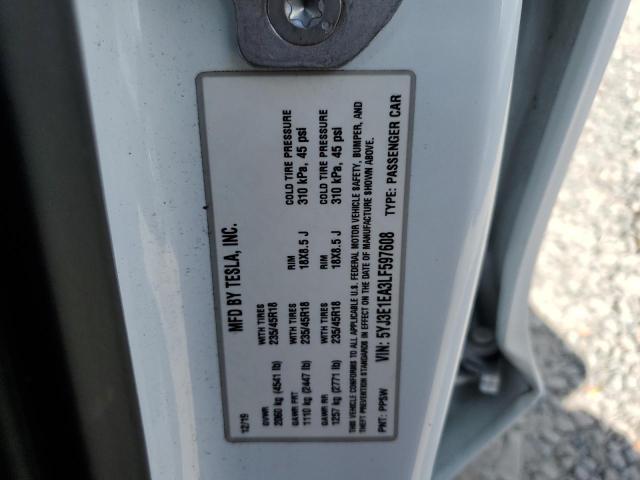 MFD BY TESLA, INC.
12/19
GVWR WITH TIRES RIM COLD TIRE PRESSURE
2060 kg (4541 lb) 235/45R18 18X8.5 J 310 kPa, 45 psi
GAWR FRT WITH TIRES RIM COLD TIRE PRESSURE
1110 kg (2447 lb) 235/45R18 18X8.5 J 310 kPa, 45 psi
GAWR RR
1257 kg (2771 lb) 235/45R18
THIS VEHICLE CONFORMS TO ALL APPLICABLE U.S. FEDERAL MOTOR VEHICLE SAFETY, BUMPER, AND
THEFT PREVENTION STANDARDS IN EFFECT ON THE DATE OF MANUFACTURE SHOWN ABOVE.
VIN: 5YJ3E1EA3LF597608 TYPE: PASSENGER CAR
PNT: PPSW